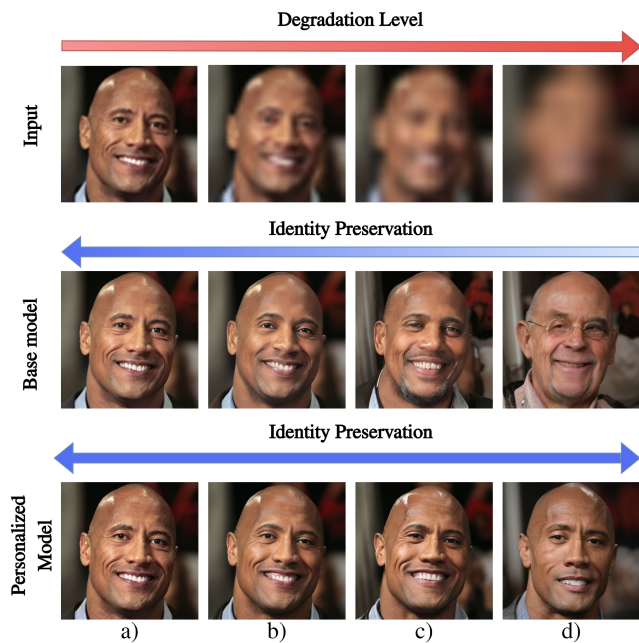 Degradation Level
Input
Identity Preservation
Base model
Identity Preservation
Personalized
Model
a) b) c) d)